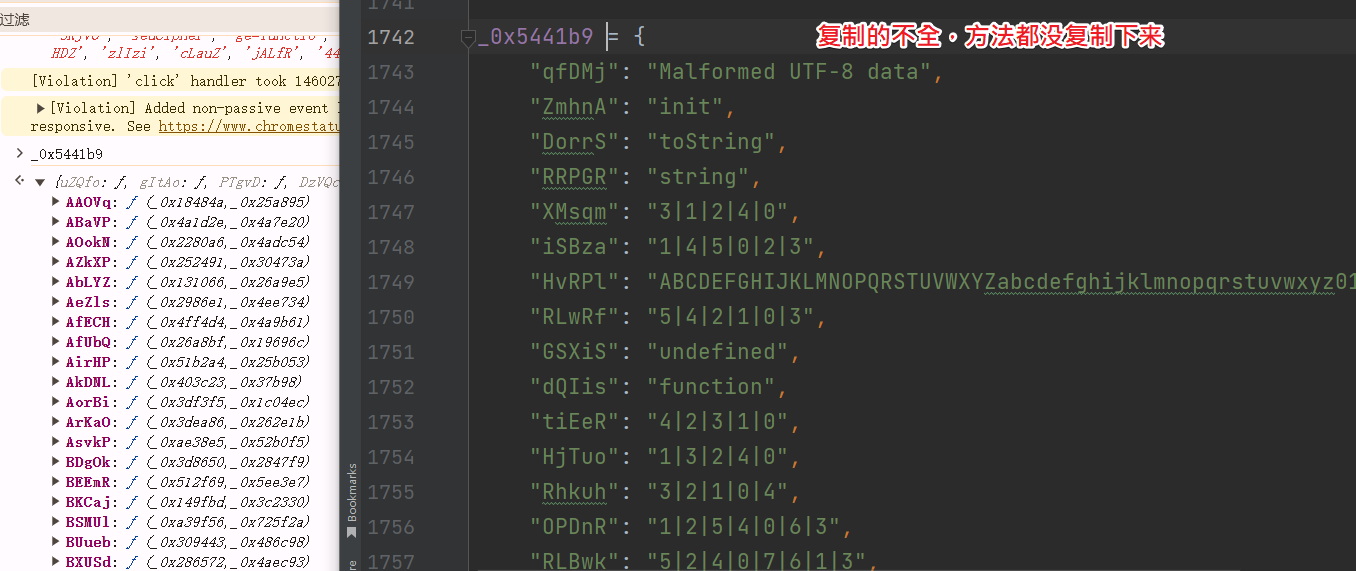 过滤
HDZ', 'zlIzi', 'cLauZ', 'jALfR', '44
[Violation] 'click' handler took 146027
[Violation] Added non-passive event
responsive. See https://www.chromestatu
_0x5441b9
{uZQfo: ƒ, gItAo: ƒ, PTgvD: ƒ, DzVQc
AAOVq: ƒ (_0x18484a,_0x25a895)
ABaVP: ƒ (_0x4a1d2e,_0x4a7e20)
AOokN: ƒ (_0x2280a6,_0x4adc54)
AZkXP: ƒ (_0x252491,_0x30473a)
AbLYZ: ƒ (_0x131066,_0x26a9e5)
AeZls: ƒ (_0x2986e1,_0x4ee734)
AfECH: ƒ (_0x4ff4d4,_0x4a9b61)
AfUbQ: ƒ (_0x26a8bf,_0x19696c)
AirHP: ƒ (_0x51b2a4,_0x25b053)
AkDNL: ƒ (_0x403c23,_0x37b98)
AorBi: ƒ (_0x3df3f5,_0x1c04ec)
ArKaO: ƒ (_0x3dea86,_0x262e1b)
AsvkP: ƒ (_0xae38e5,_0x52b0f5)
BDgOk: ƒ (_0x3d8650,_0x2847f9)
BEEmR: ƒ (_0x512f69,_0x5ee3e7)
BKCaj: ƒ (_0x149fbd,_0x3c2330)
BSMUl: ƒ (_0xa39f56,_0x725f2a)
BUueb: ƒ (_0x309443,_0x486c98)
BXUSd: ƒ (_0x286572,_0x4aec93)
Bookmarks
1741
1742 _0x5441b9 = {
复制的不全，方法都没复制下来
1743 "qfDMj": "Malformed UTF-8 data",
1744 "ZmhnA": "init",
1745 "DorrS": "toString",
1746 "RRPGR": "string",
1747 "XMsqm": "3|1|2|4|0",
1748 "iSBza": "1|4|5|0|2|3",
1749 "HvRPl": "ABCDEFGHIJKLMNOPQRSTUVWXYZabcdefghijklmnopqrstuvwxyz01
1750 "RLwRf": "5|4|2|1|0|3",
1751 "GSXiS": "undefined",
1752 "dQIis": "function",
1753 "tiEeR": "4|2|3|1|0",
1754 "HjTuo": "1|3|2|4|0",
1755 "Rhkuh": "3|2|1|0|4",
1756 "OPDnR": "1|2|5|4|0|6|3",
1757 "RLBwk": "5|2|4|0|7|6|1|3",